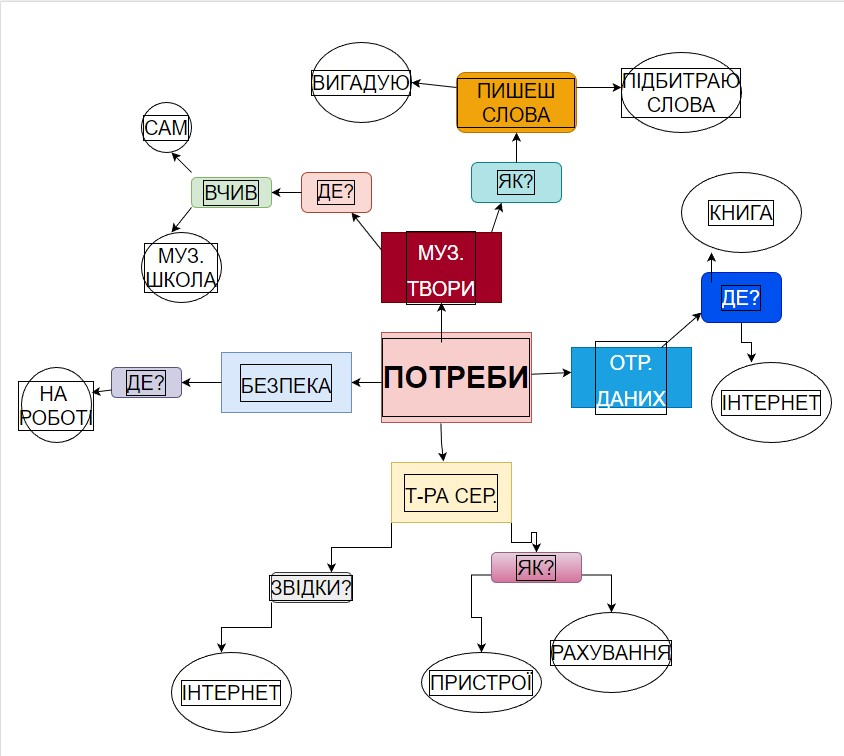 ВИГАДУЮ
ПИШЕШ
СЛОВА
ПІДБИТРАЮ
СЛОВА
САМ
ВЧИВ
ДЕ?
ЯК?
КНИГА
МУЗ.
ШКОЛА
МУЗ.
ТВОРИ
ДЕ?
НА
РОБОТІ
ДЕ?
БЕЗПЕКА
ПОТРЕБИ
ОТР.
ДАНИХ
ІНТЕРНЕТ
Т-РА СЕР.
ЗВІДКИ?
ЯК?
ІНТЕРНЕТ
ПРИСТРОЇ
РАХУВАННЯ